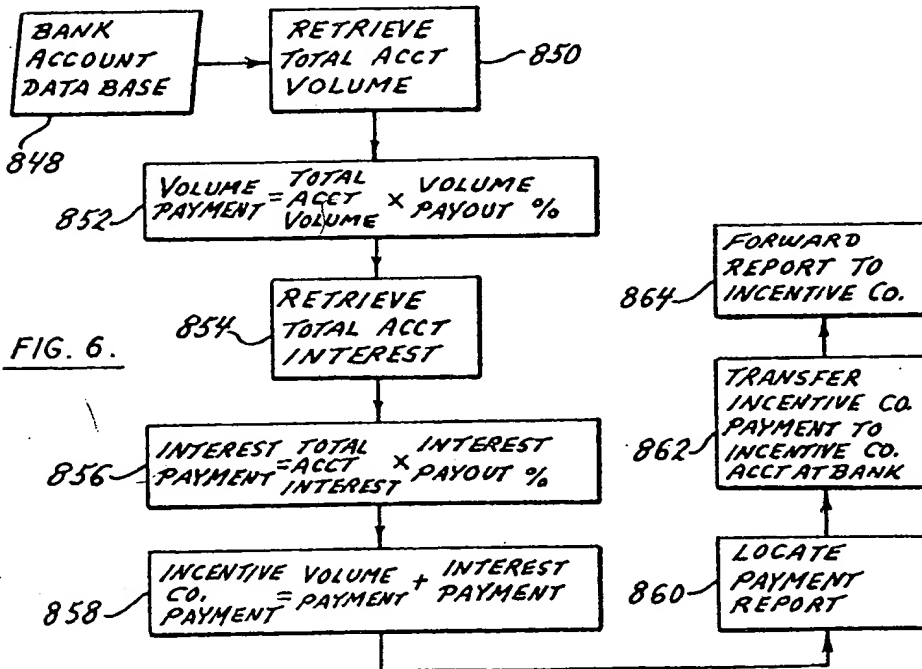 BANK
ACCOUNT
DATA BASE
848
RETRIEVE
TOTAL ACCT
VOLUME
850
VOLUME PAYMENT = TOTAL ACCT VOLUME × VOLUME PAYOUT %
852
RETRIEVE
TOTAL ACCT
INTEREST
854
FIG. 6.
INTEREST PAYMENT = TOTAL ACCT INTEREST × INTEREST PAYOUT %
856
INCENTIVE CO. PAYMENT = VOLUME PAYMENT + INTEREST PAYMENT
858
LOCATE
PAYMENT
REPORT
860
TRANSFER
INCENTIVE CO.
PAYMENT TO
INCENTIVE CO.
ACCT AT BANK
862
FORWARD
REPORT TO
INCENTIVE CO.
864